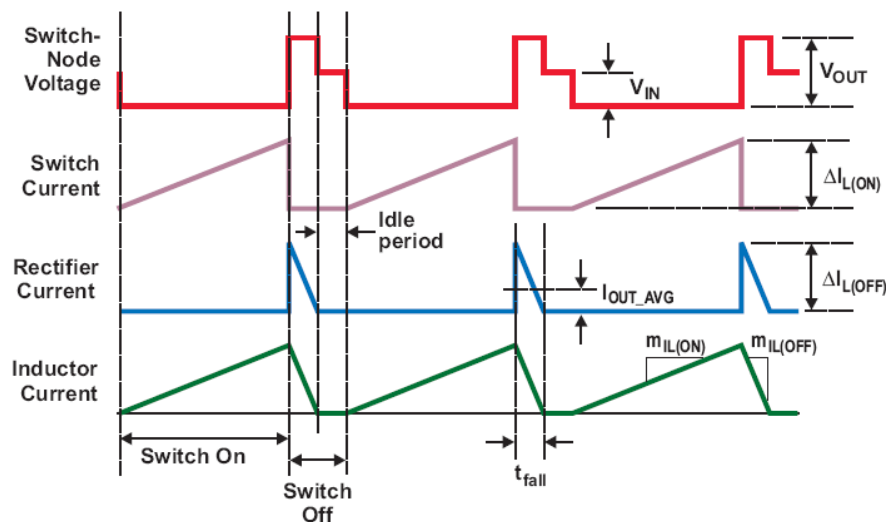 Switch-
Node
Voltage
V_IN
V_OUT
Switch
Current
ΔI_L(ON)
Idle
period
Rectifier
Current
I_OUT_AVG
ΔI_L(OFF)
m_IL(ON)
m_IL(OFF)
Inductor
Current
Switch On
Switch
Off
t_fall